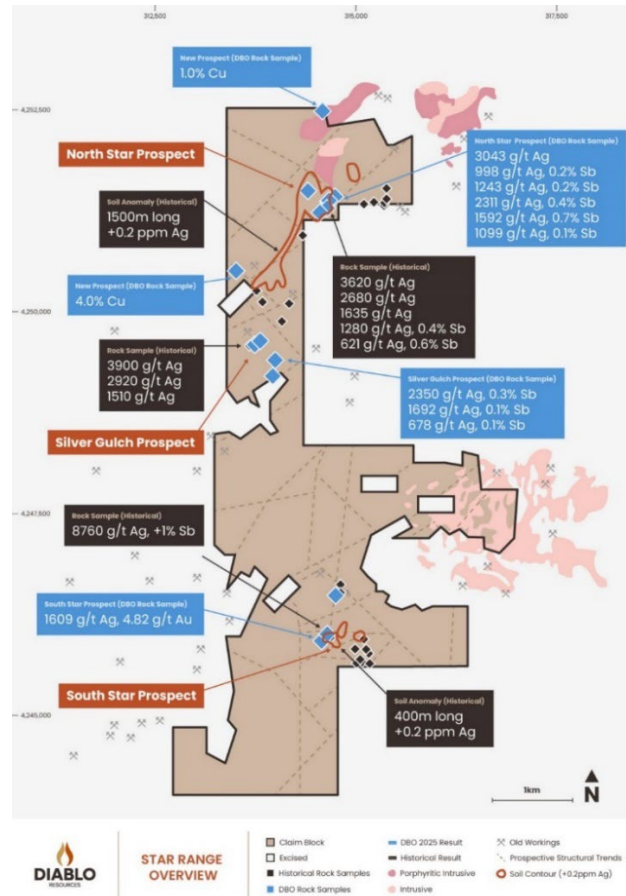 312,500
315,000
317,500
4,252,500
4,250,000
4,247,500
4,245,000
New Prospect (DBO Rock Sample)
1.0% Cu
North Star Prospect
North Star Prospect (DBO Rock Sample)
3043 g/t Ag
998 g/t Ag, 0.2% Sb
1243 g/t Ag, 0.2% Sb
2311 g/t Ag, 0.4% Sb
1592 g/t Ag, 0.7% Sb
1099 g/t Ag, 0.1% Sb
Soil Anomaly (Historical)
1500m long
+0.2 ppm Ag
New Prospect (DBO Rock Sample)
4.0% Cu
Rock Sample (Historical)
3620 g/t Ag
2680 g/t Ag
1635 g/t Ag
1280 g/t Ag, 0.4% Sb
621 g/t Ag, 0.6% Sb
Rock Sample (Historical)
3900 g/t Ag
2920 g/t Ag
1510 g/t Ag
Silver Gulch Prospect (DBO Rock Sample)
2350 g/t Ag, 0.3% Sb
1692 g/t Ag, 0.1% Sb
678 g/t Ag, 0.1% Sb
Silver Gulch Prospect
Rock Sample (Historical)
8760 g/t Ag, +1% Sb
South Star Prospect (DBO Rock Sample)
1609 g/t Ag, 4.82 g/t Au
South Star Prospect
Soil Anomaly (Historical)
400m long
+0.2 ppm Ag
1km
N
DIABLO
RESOURCES
STAR RANGE
OVERVIEW
Claim Block
Excised
Historical Rock Samples
DBO Rock Samples
DBO 2025 Result
Historical Result
Porphyritic Intrusive
Intrusive
Old Workings
Prospective Structural Trends
Soil Contour (+0.2ppm Ag)